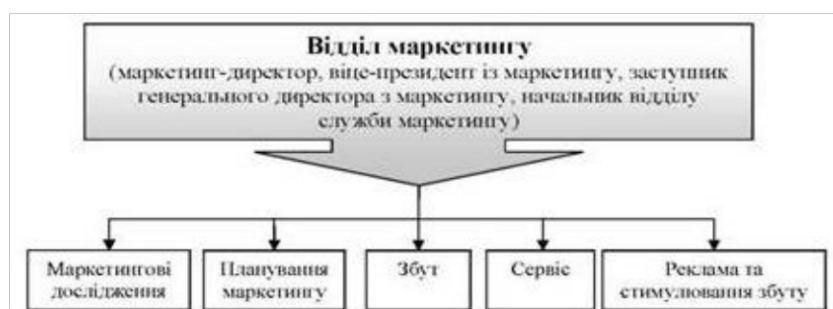 Відділ маркетингу
(маркетинг-директор, віце-президент із маркетингу, заступник
генерального директора з маркетингу, начальник відділу
служби маркетингу)
Маркетингові
дослідження
Планування
маркетингу
Збут
Сервіс
Реклама та
стимулювання збуту